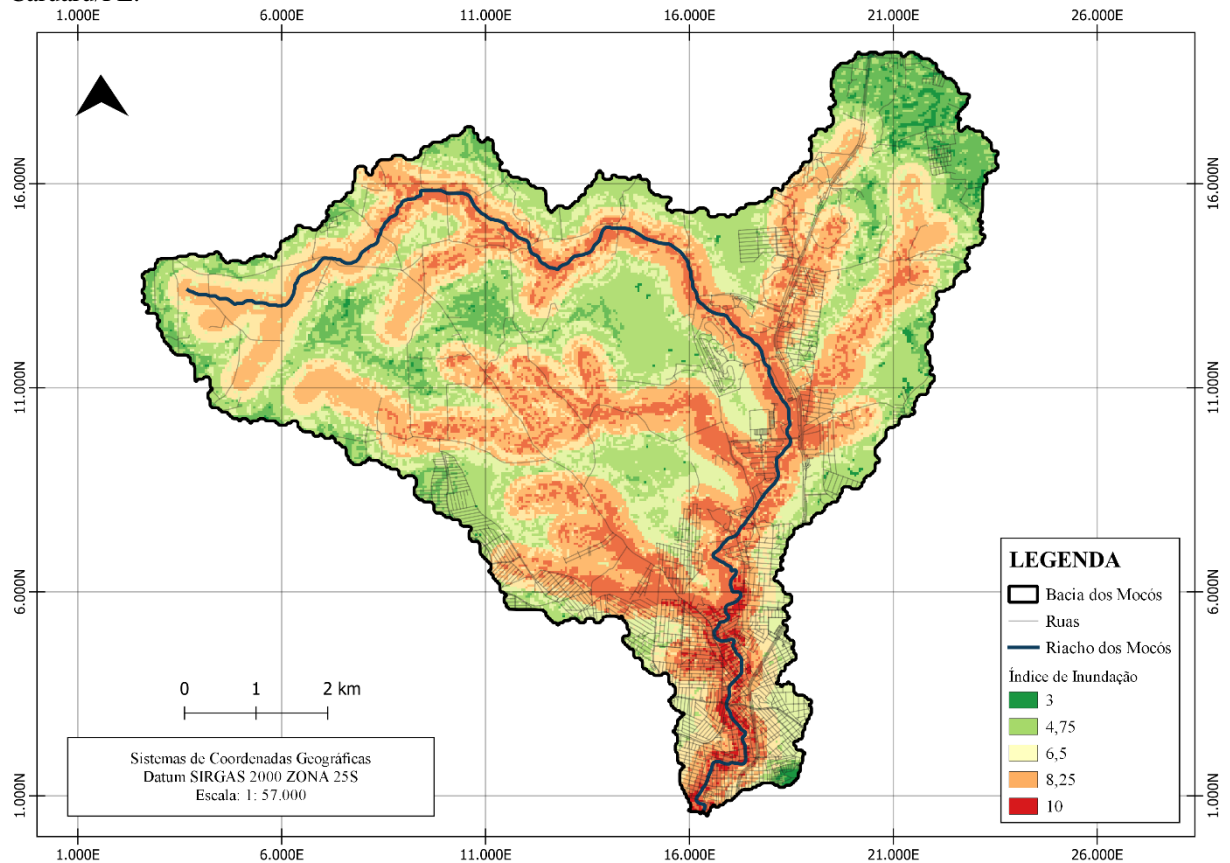 Caruaru/PE.
1.000E 6.000E 11.000E 16.000E 21.000E 26.000E
16.000N 16.000N
11.000N 11.000N
6.000N 6.000N
1.000N 1.000N
LEGENDA
Bacia dos Mocós
Ruas
Riacho dos Mocós
Índice de Inundação
3
4,75
6,5
8,25
10
0 1 2 km
Sistemas de Coordenadas Geográficas
Datum SIRGAS 2000 ZONA 25S
Escala: 1: 57.000
1.000E 6.000E 11.000E 16.000E 21.000E 26.000E